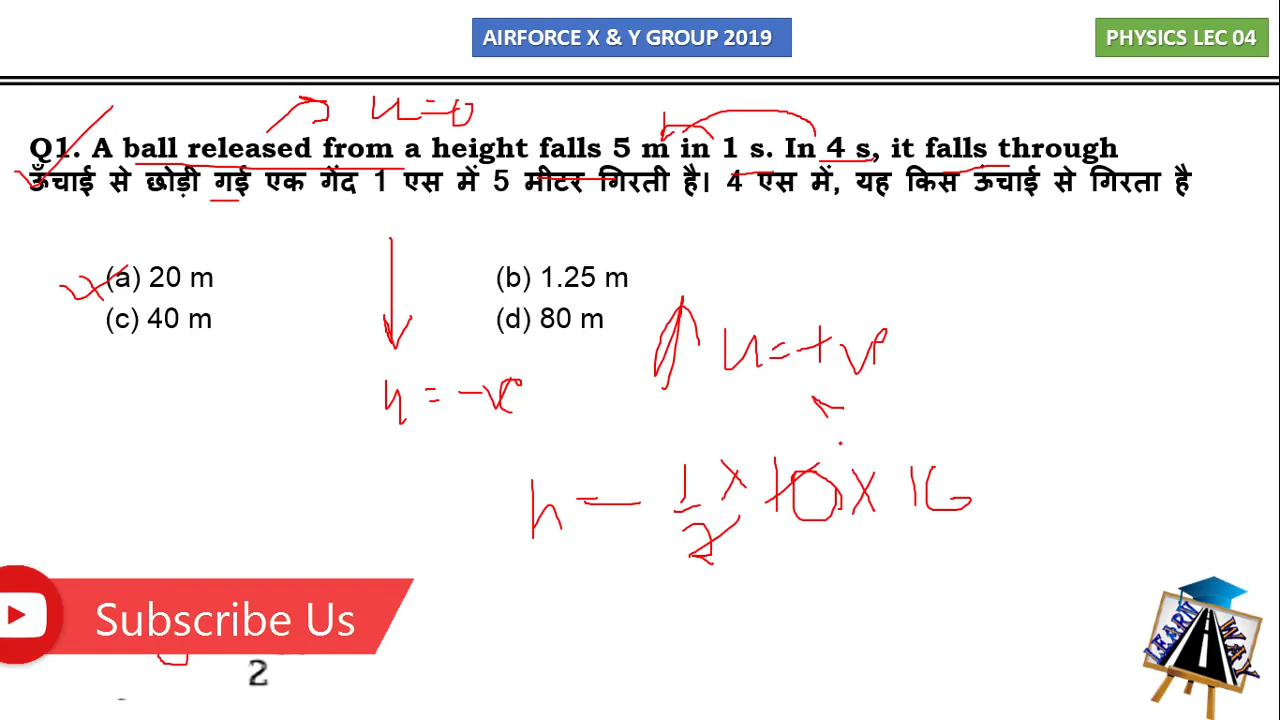 AIRFORCE X & Y GROUP 2019
PHYSICS LEC 04
u=0
Q1. A ball released from a height falls 5 m in 1 s. In 4 s, it falls through
ऊँचाई से छोड़ी गई एक गेंद 1 एस में 5 मीटर गिरती है। 4 एस में, यह किस ऊंचाई से गिरता है
(a) 20 m
(b) 1.25 m
(c) 40 m
(d) 80 m
u=+ve
= -ve
h = 1/2 x 10 x 16
Subscribe Us
2
LEARN WAY